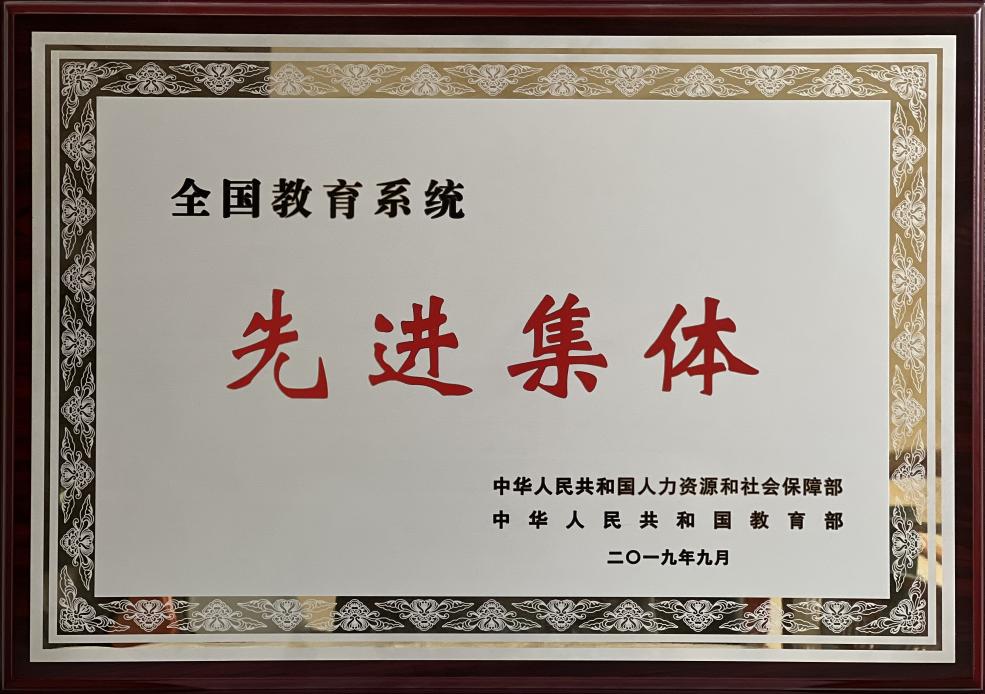 全国教育系统
先进集体
中华人民共和国人力资源和社会保障部
中华人民共和国教育部
二〇一九年九月